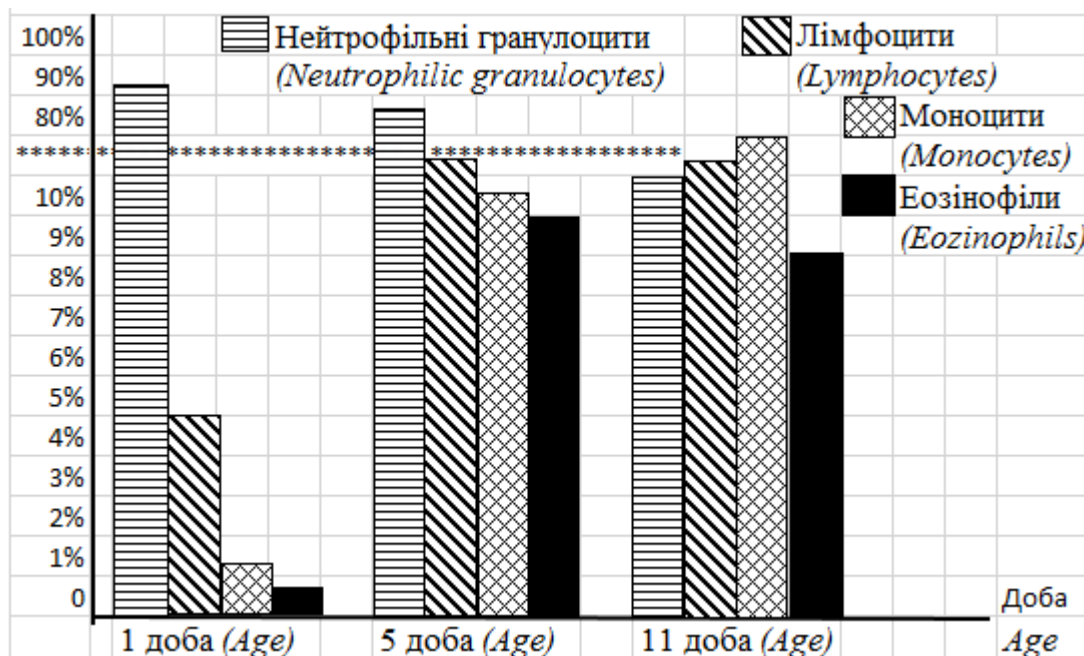 100%
90%
80%
**************************************
10%
9%
8%
7%
6%
5%
4%
3%
2%
1%
0
Нейтрофільні гранулоцити
(Neutrophilic granulocytes)
Лімфоцити
(Lymphocytes)
Моноцити
(Monocytes)
Еозінофіли
(Eozinophils)
1 доба (Age)
5 доба (Age)
11 доба (Age)
Доба
Age